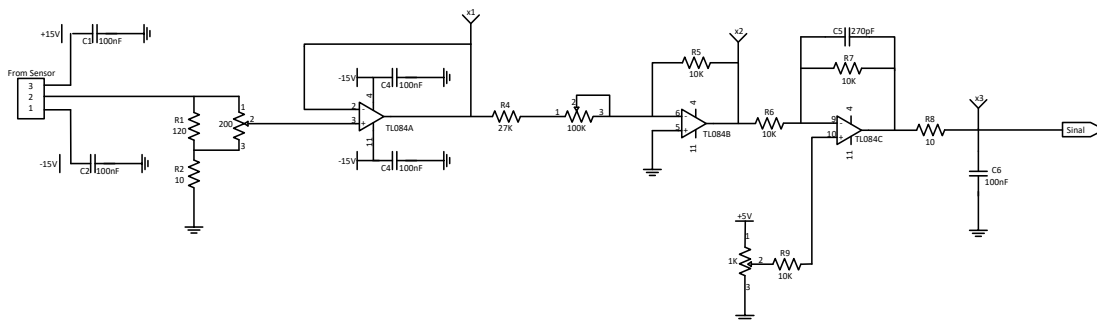 x1
x2
x3
+15V
C1
100nF
From Sensor
3
2
1
-15V
C2
100nF
R1
120
R2
10
1
200
2
3
-15V
C4
100nF
4
2
-
3
+
TL084A
11
-15V
C4
100nF
R4
27K
1
2
3
100K
R5
10K
6
-
5
+
4
TL084B
11
R6
10K
C5
270pF
R7
10K
9
-
10
+
4
TL084C
11
R8
10
Sinal
C6
100nF
+5V
1
1K
2
3
R9
10K